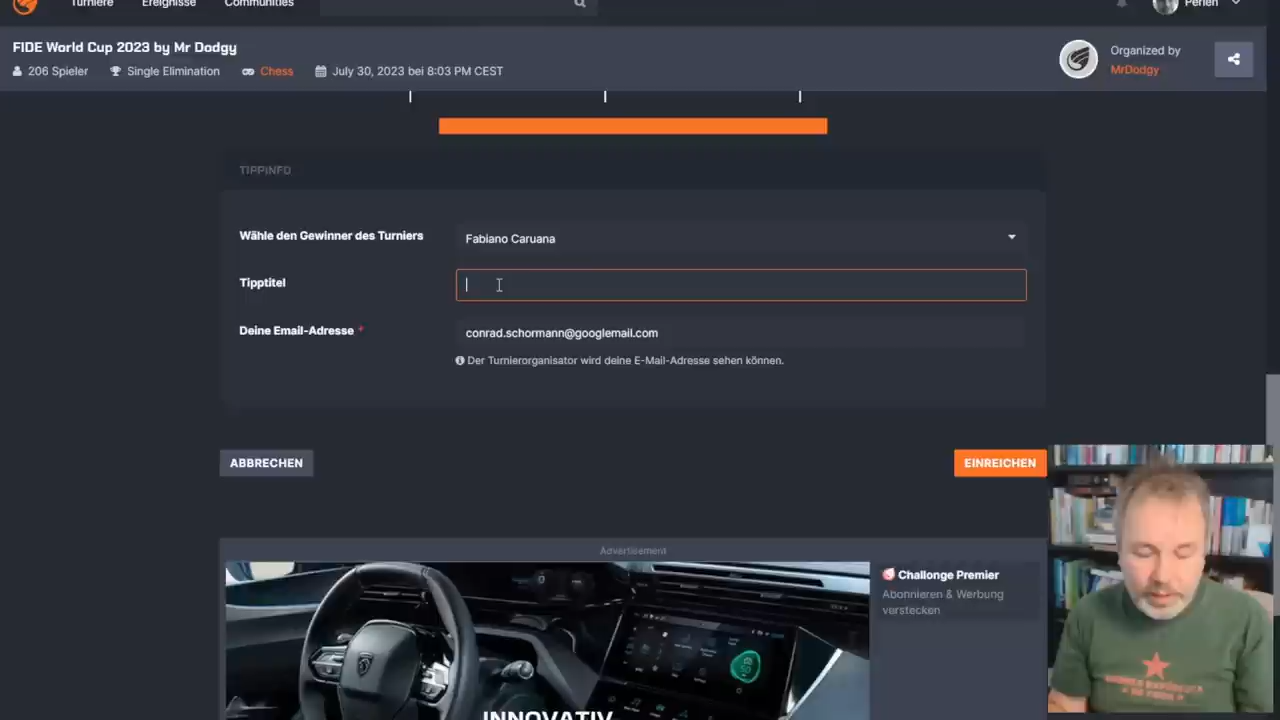 Turniere Ereignisse Communities Perlen
FIDE World Cup 2023 by Mr Dodgy
206 Spieler Single Elimination Chess July 30, 2023 bei 8:03 PM CEST
Organized by
MrDodgy
TIPPINFO
Wähle den Gewinner des Turniers Fabiano Caruana
Tipptitel
Deine Email-Adresse * conrad.schormann@googlemail.com
Der Turnierorganisator wird deine E-Mail-Adresse sehen können.
ABBRECHEN EINREICHEN
Advertisement
Challonge Premier
Abonnieren & Werbung
verstecken
INNOVATIV